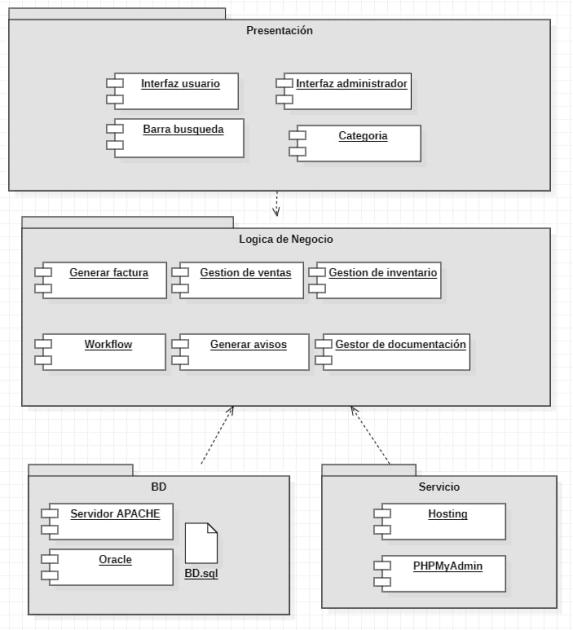 Presentación
Interfaz usuario
Interfaz administrador
Barra busqueda
Categoria
Logica de Negocio
Generar factura
Gestion de ventas
Gestion de inventario
Workflow
Generar avisos
Gestor de documentación
BD
Servidor APACHE
Oracle
BD.sql
Servicio
Hosting
PHPMyAdmin